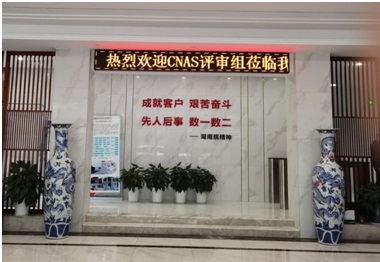 热烈欢迎CNAS评审组莅临我
成就客户 艰苦奋斗
先人后事 数一数二
——湖南院精神